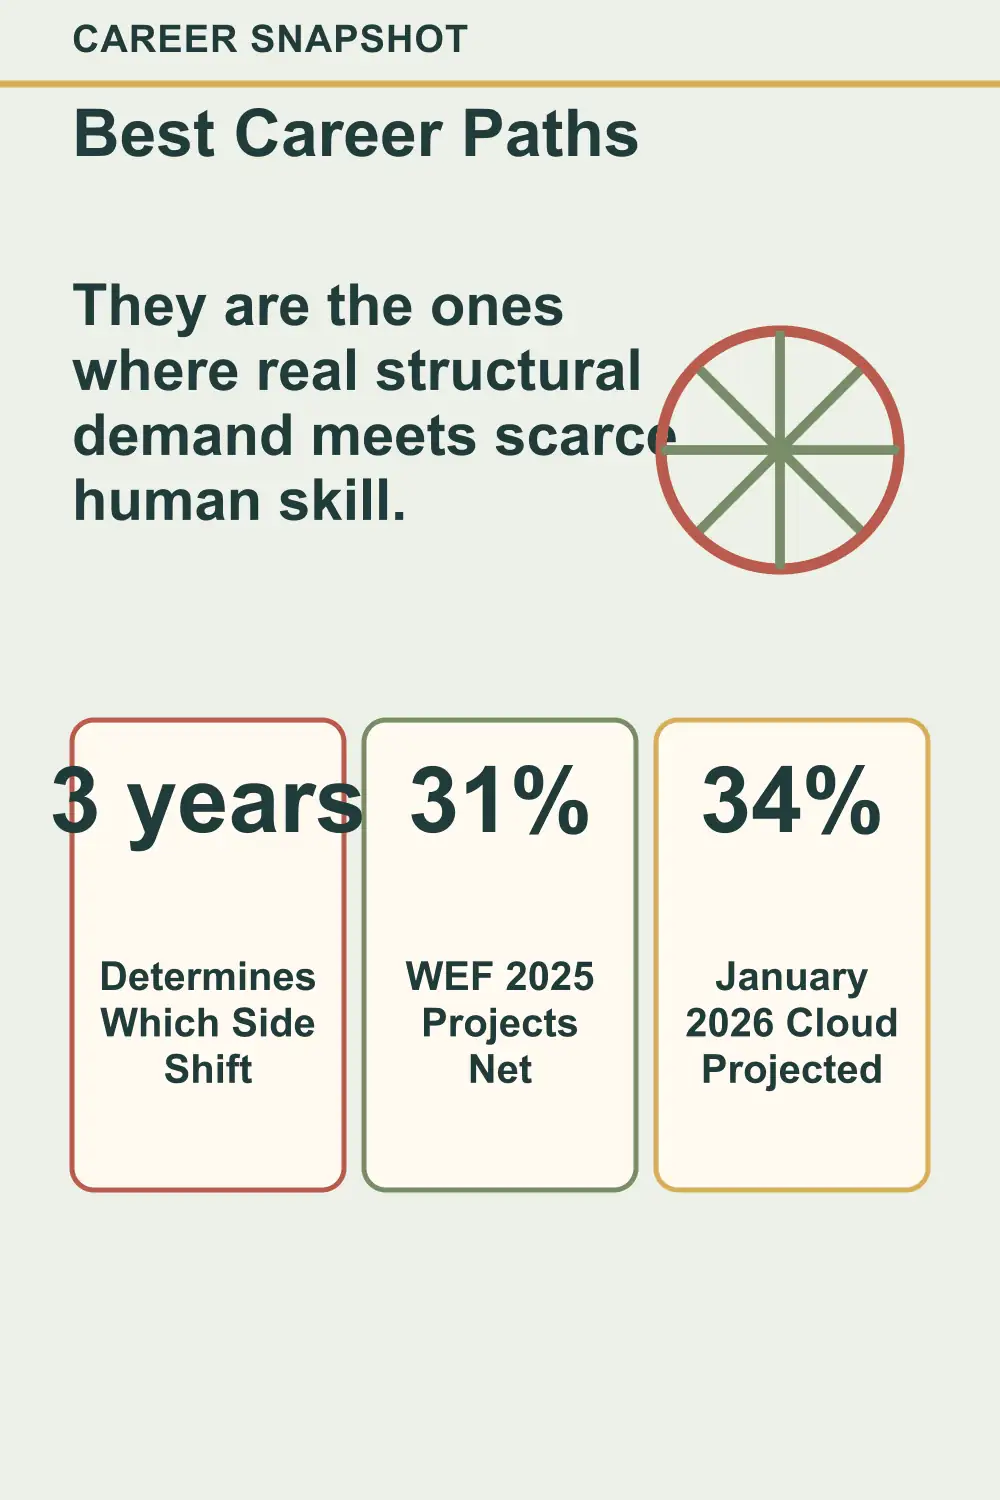 CAREER SNAPSHOT
Best Career Paths
They are the ones
where real structural
demand meets scarce
human skill.
3 years
Determines
Which Side
Shift
31%
WEF 2025
Projects
Net
34%
January
2026 Cloud
Projected